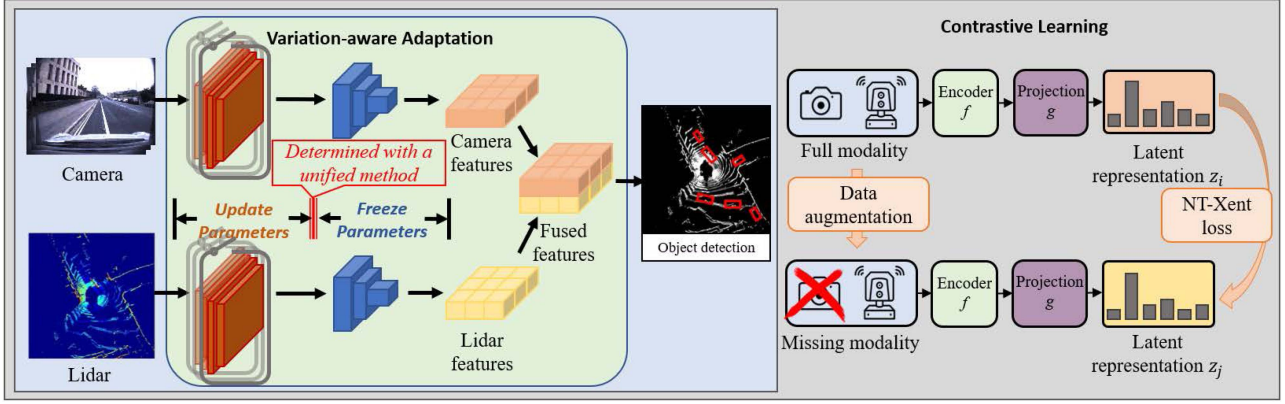 Variation-aware Adaptation
Camera
Determined with a
unified method
Camera
features
Update
Parameters
Freeze
Parameters
Fused
features
Object detection
Lidar
Lidar
features
Contrastive Learning
Encoder
f
Projection
g
Full modality
Latent
representation z_i
Data
augmentation
NT-Xent
loss
Encoder
f
Projection
g
Missing modality
Latent
representation z_j